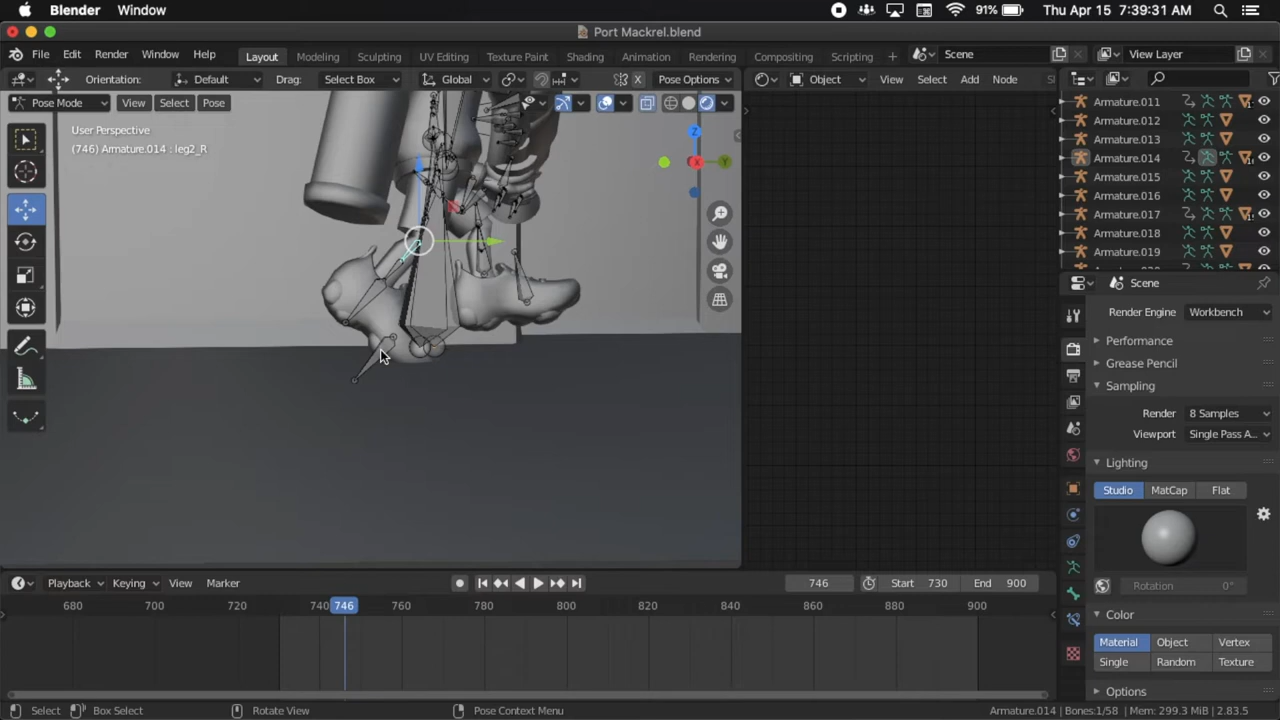 Blender Window 91% Thu Apr 15 7:39:31 AM
Port Mackrel.blend
File Edit Render Window Help Layout Modeling Sculpting UV Editing Texture Paint Shading Animation Rendering Compositing Scripting + Scene View Layer
Orientation: Default Drag: Select Box Global X Pose Options Object View Select Add Node
Pose Mode View Select Pose
User Perspective
(746) Armature.014 : leg2_R
Z
X
Y
Armature.011
Armature.012
Armature.013
Armature.014
Armature.015
Armature.016
Armature.017
Armature.018
Armature.019
Scene
Render Engine Workbench
Performance
Grease Pencil
Sampling
Render 8 Samples
Viewport Single Pass A...
Lighting
Studio MatCap Flat
Rotation 0°
Color
Material Object Vertex
Single Random Texture
Options
Playback Keying View Marker 746 Start 730 End 900
680 700 720 740 746 760 780 800 820 840 860 880 900
Select Box Select Rotate View Pose Context Menu Armature.014 | Bones:1/58 | Mem: 299.3 MiB | 2.83.5